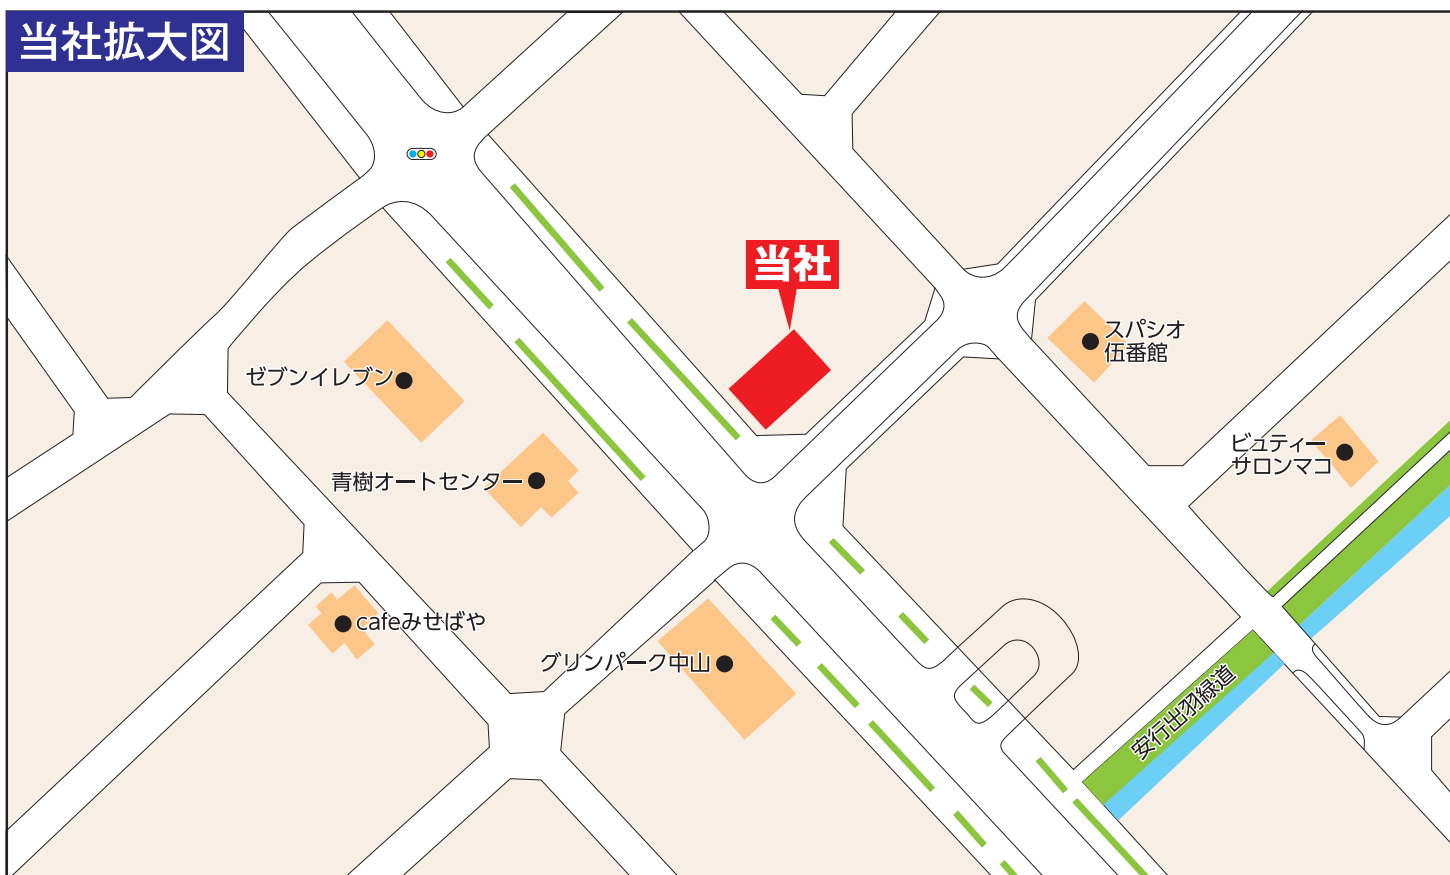 当社拡大図
当社
スパシオ
伍番館
ゼブンイレブン
ビューティー
サロンマコ
青樹オートセンター
cafeみせばや
グリンパーク中山
安行出羽緑道